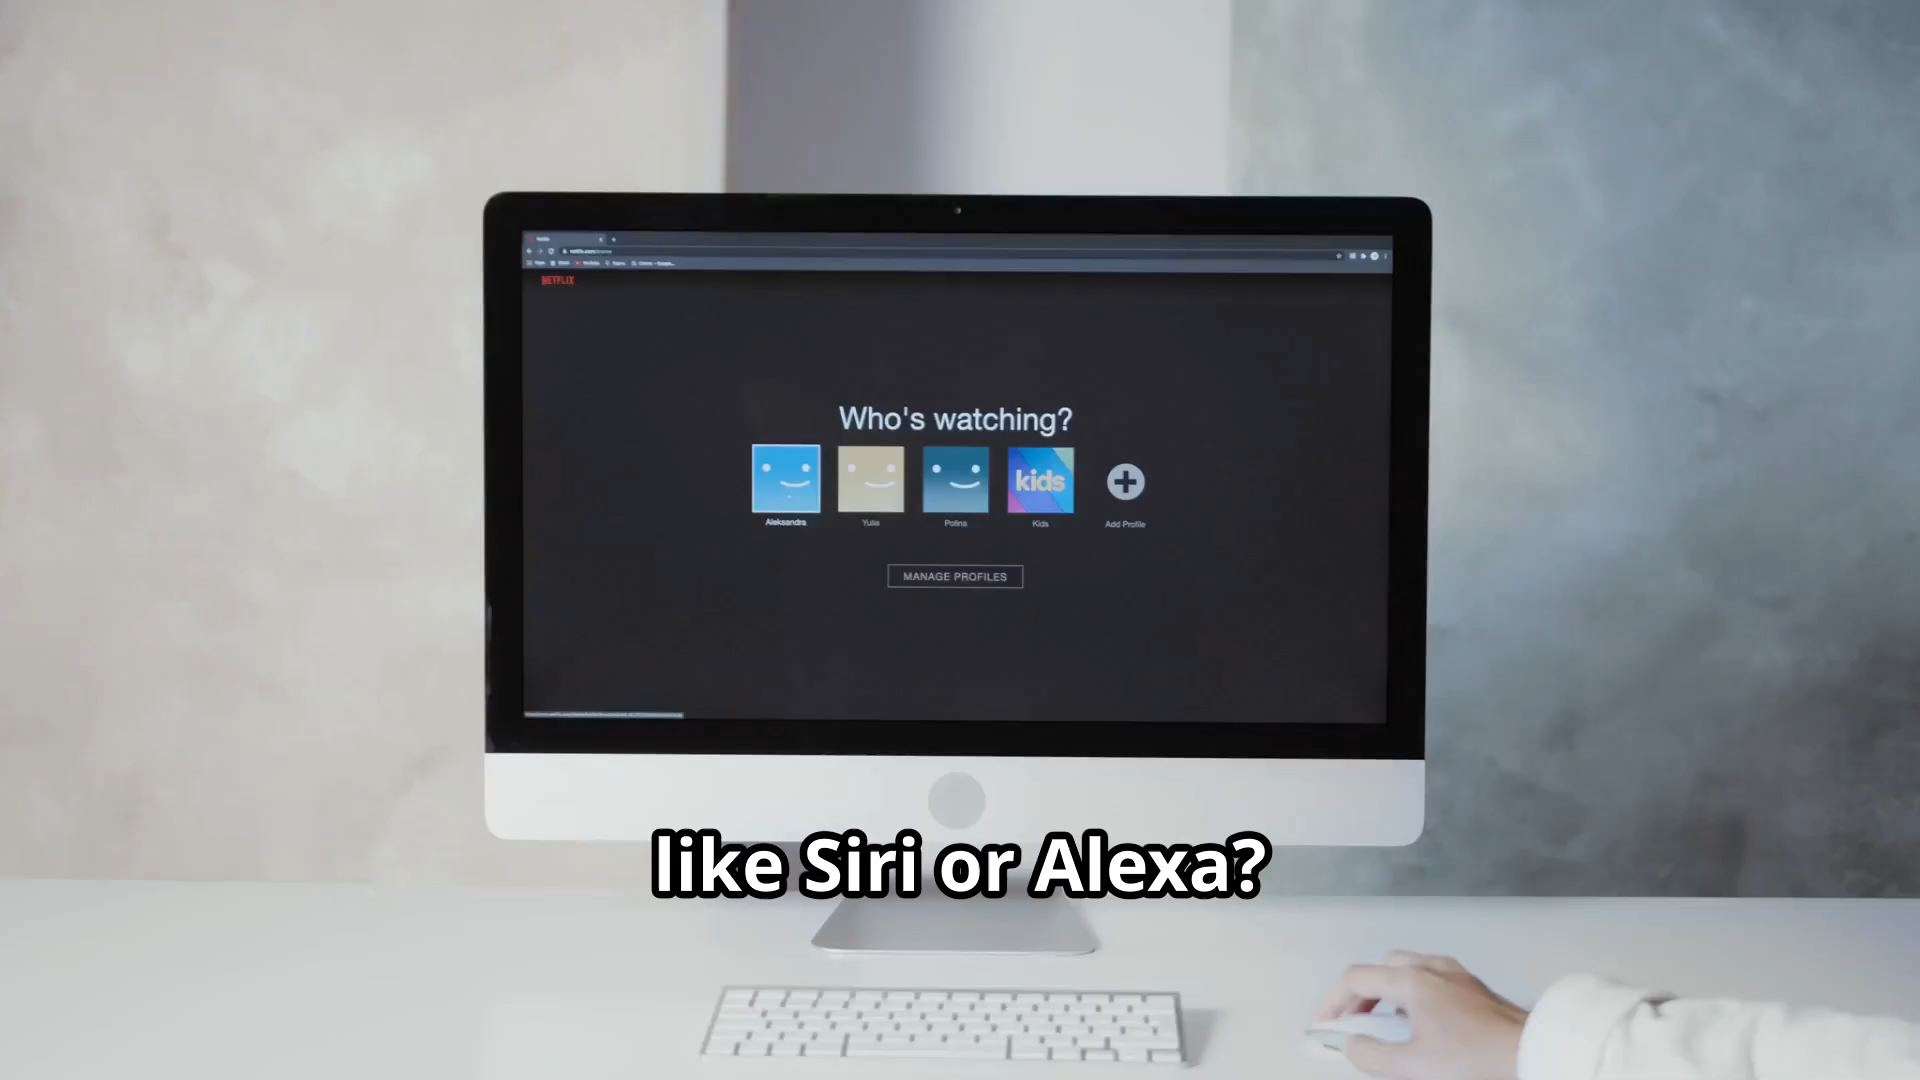 NETFLIX
Who's watching?
kids
Aleksandra Yulia Polina Kids Add Profile
MANAGE PROFILES
like Siri or Alexa?